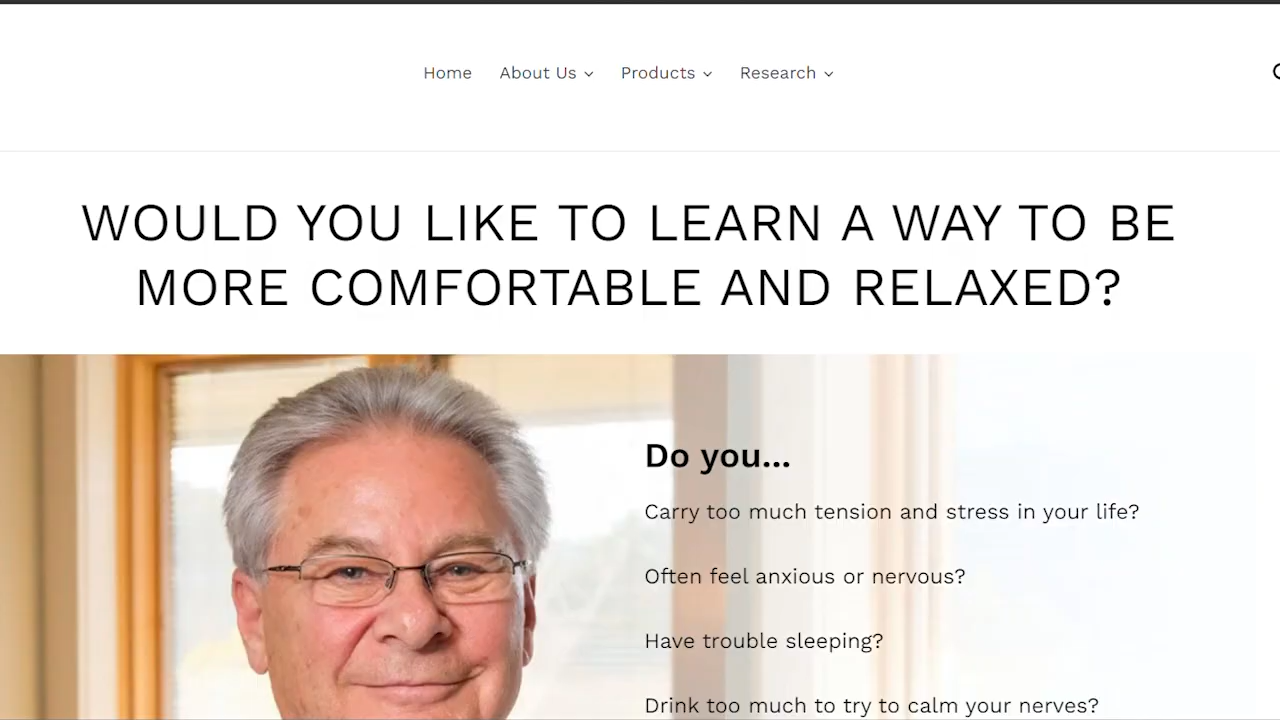 Home About Us Products Research
WOULD YOU LIKE TO LEARN A WAY TO BE
MORE COMFORTABLE AND RELAXED?
Do you...
Carry too much tension and stress in your life?
Often feel anxious or nervous?
Have trouble sleeping?
Drink too much to try to calm your nerves?